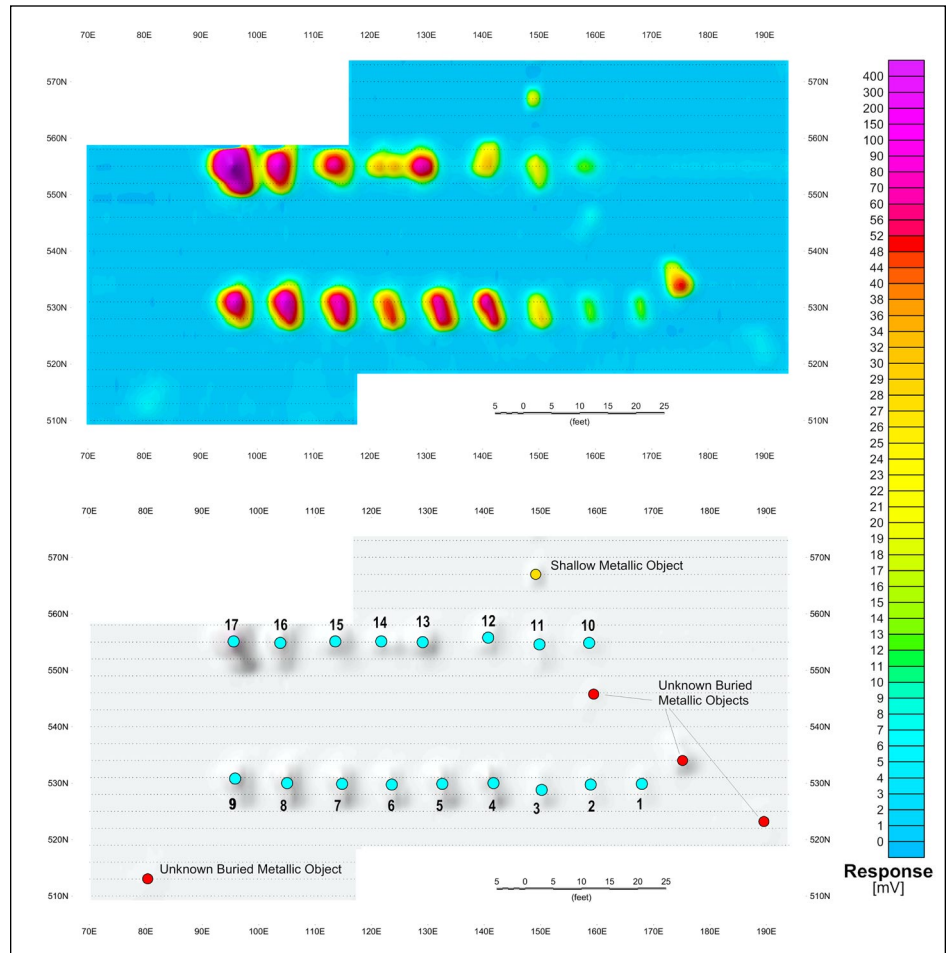 70E 80E 90E 100E 110E 120E 130E 140E 150E 160E 170E 180E 190E
570N 570N
560N 560N
550N 550N
540N 540N
530N 530N
520N 520N
510N 510N
5 0 5 10 15 20 25
(feet)
70E 80E 90E 100E 110E 120E 130E 140E 150E 160E 170E 180E 190E
400
300
200
150
100
90
80
70
60
56
52
48
44
40
38
36
34
32
30
29
28
27
26
25
24
23
22
21
20
19
18
17
16
15
14
13
12
11
10
9
8
7
6
5
4
3
2
1
0
Response
[mV]
70E 80E 90E 100E 110E 120E 130E 140E 150E 160E 170E 180E 190E
570N Shallow Metallic Object 570N
560N 560N
17 16 15 14 13 12 11 10
550N 550N
Unknown Buried
Metallic Objects
540N 540N
530N 530N
9 8 7 6 5 4 3 2 1
520N 520N
Unknown Buried Metallic Object
510N 510N
5 0 5 10 15 20 25
(feet)
70E 80E 90E 100E 110E 120E 130E 140E 150E 160E 170E 180E 190E